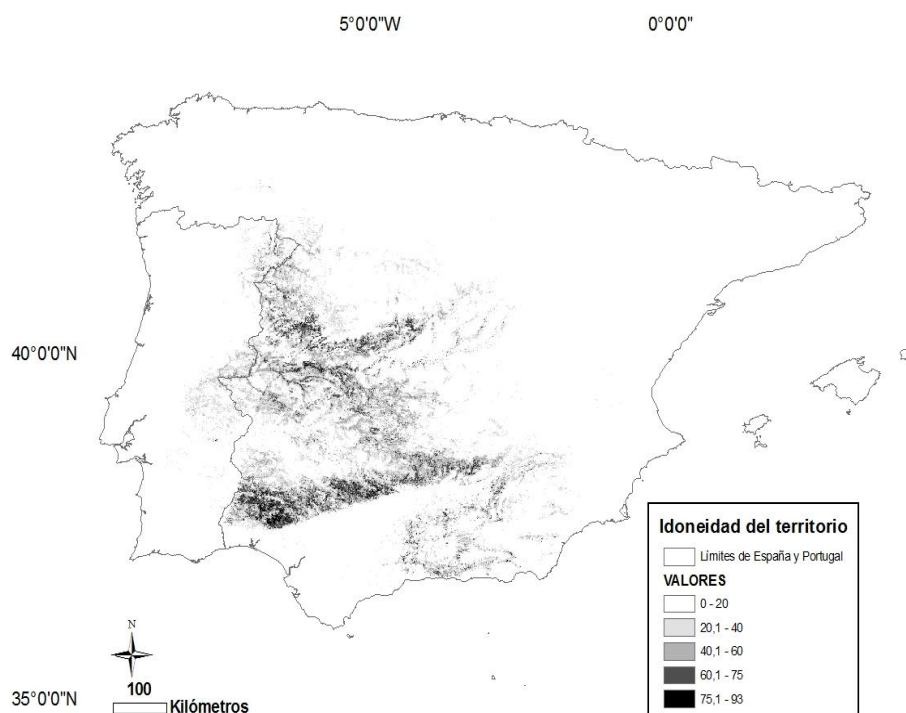 5°0'0"W
0°0'0"
40°0'0"N
35°0'0"N
N
100
Kilómetros
Idoneidad del territorio
Límites de España y Portugal
VALORES
0 - 20
20,1 - 40
40,1 - 60
60,1 - 75
75,1 - 93